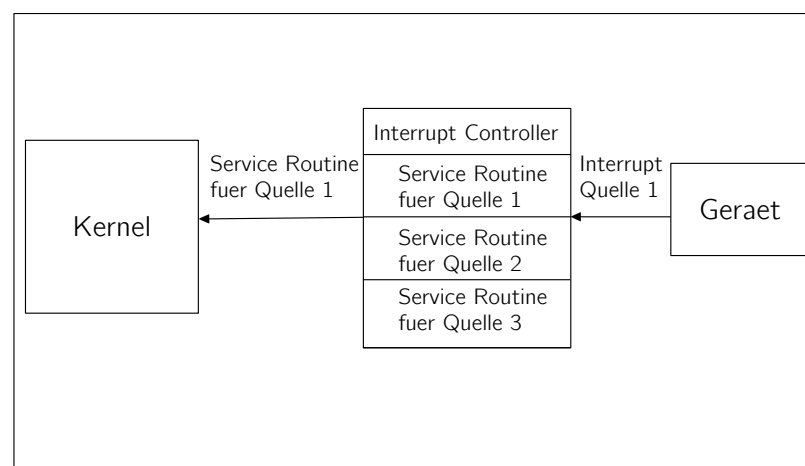 Kernel
Service Routine
fuer Quelle 1
Interrupt Controller
Service Routine
fuer Quelle 1
Service Routine
fuer Quelle 2
Service Routine
fuer Quelle 3
Interrupt
Quelle 1
Geraet